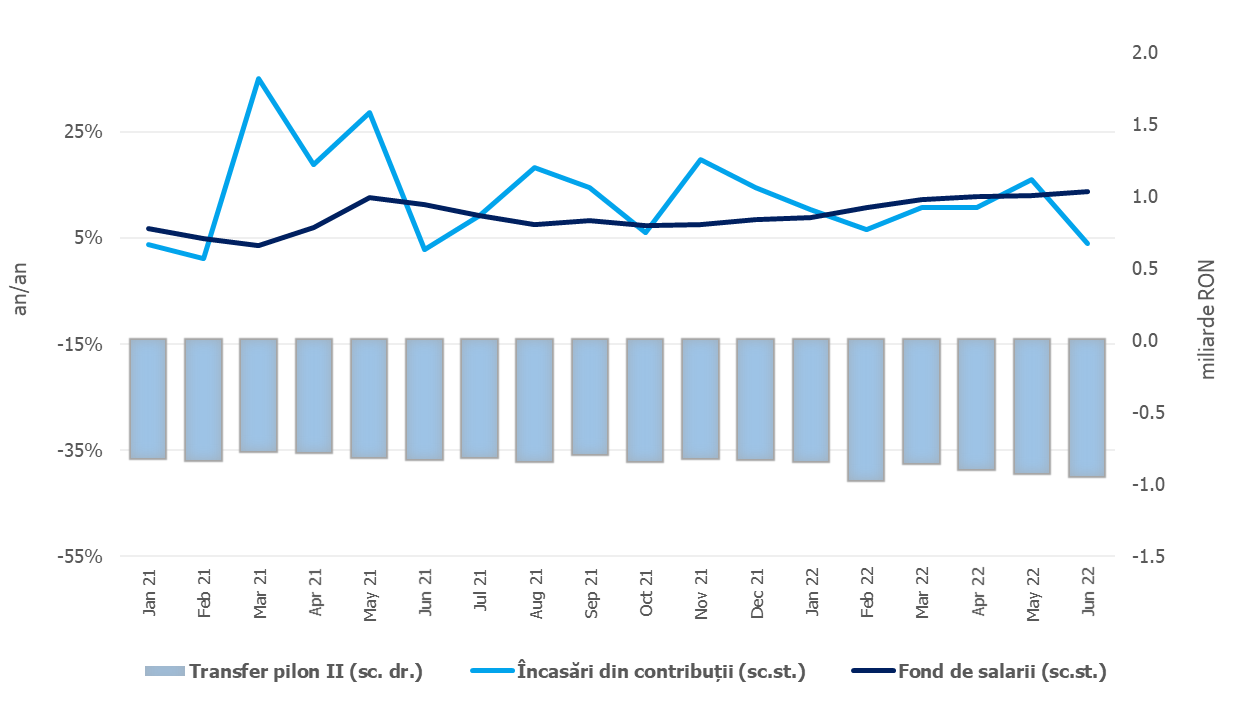 2.0
1.5
1.0
0.5
0.0
-0.5
-1.0
-1.5
25%
5%
-15%
-35%
-55%
an/an
miliarde RON
Jan 21
Feb 21
Mar 21
Apr 21
May 21
Jun 21
Jul 21
Aug 21
Sep 21
Oct 21
Nov 21
Dec 21
Jan 22
Feb 22
Mar 22
Apr 22
May 22
Jun 22
Transfer pilon II (sc. dr.)
Încasări din contribuții (sc.st.)
Fond de salarii (sc.st.)